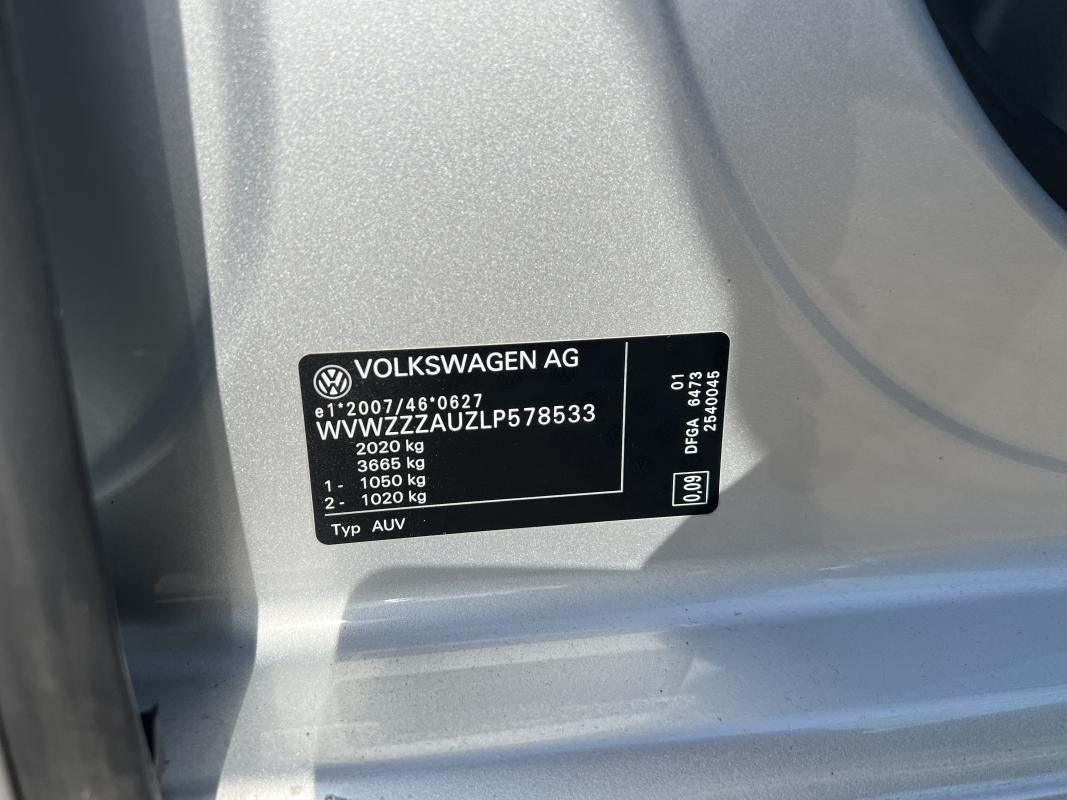 VOLKSWAGEN AG
e1*2007/46*0627
WVWZZZAUZLP578533
2020 kg
3665 kg
1- 1050 kg
2- 1020 kg
Typ AUV
01
DFGA 6473
2540045
0,09